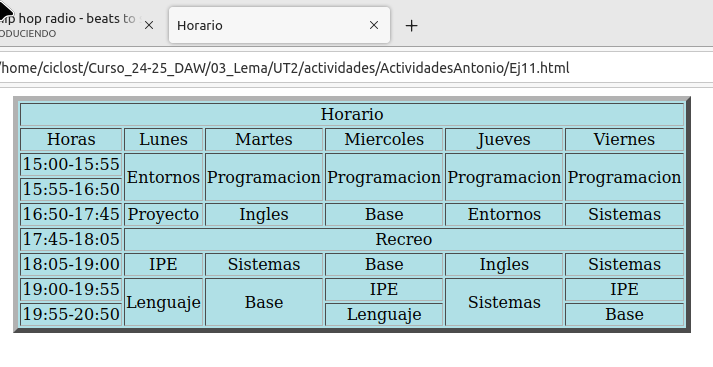 hip hop radio - beats to
ODUCIENDO
Horario
/home/ciclost/Curso_24-25_DAW/03_Lema/UT2/actividades/ActividadesAntonio/Ej11.html
Horario
Horas Lunes Martes Miercoles Jueves Viernes
15:00-15:55 Entornos Programacion Programacion Programacion Programacion
15:55-16:50
16:50-17:45 Proyecto Ingles Base Entornos Sistemas
17:45-18:05 Recreo
18:05-19:00 IPE Sistemas Base Ingles Sistemas
19:00-19:55 Lenguaje Base IPE Sistemas IPE
19:55-20:50 Lenguaje Base